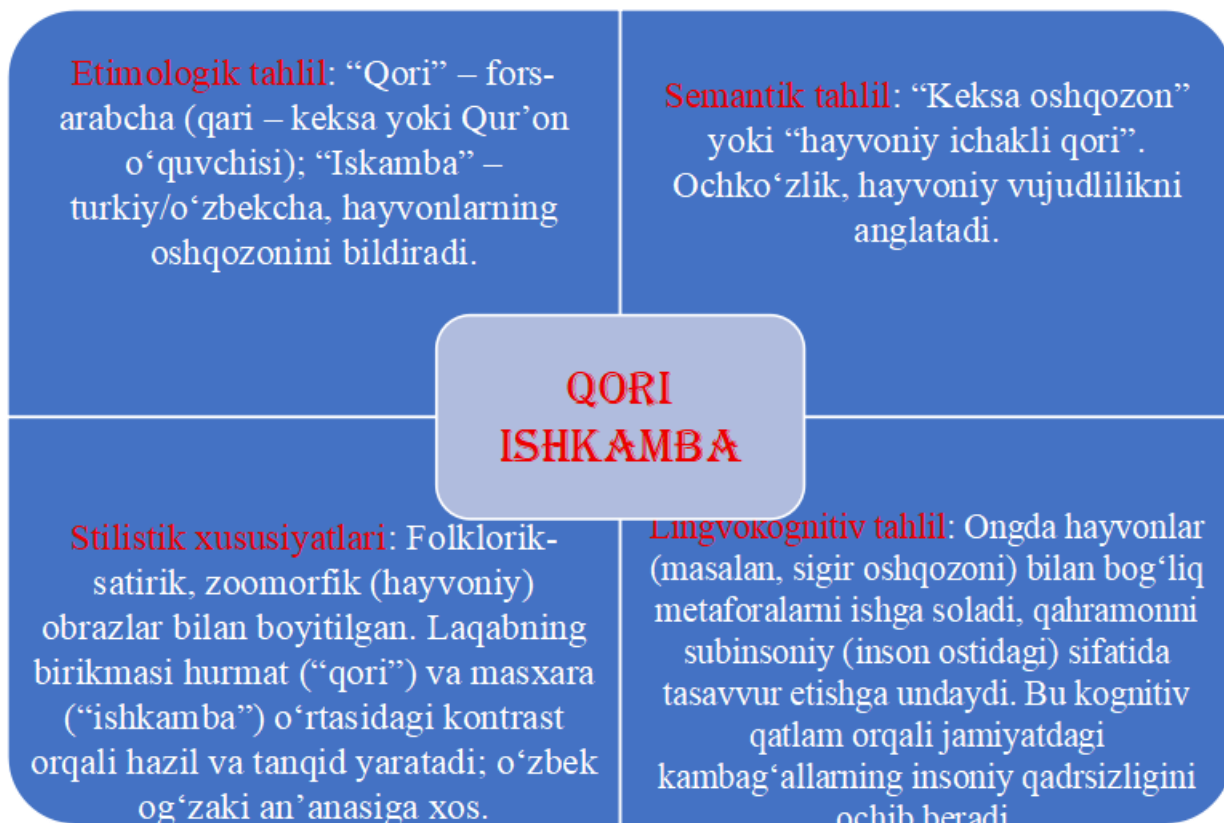 Etimologik tahlil: “Qori” – fors-
arabcha (qari – keksa yoki Qur’on
o‘quvchisi); “Iskamba” –
turkiy/o‘zbekcha, hayvonlarning
oshqozonini bildiradi.
Semantik tahlil: “Keksa oshqozon”
yoki “hayvoniy ichakli qori”.
Ochko‘zlik, hayvoniy vujudlilikni
anglatadi.
QORI
ISHKAMBA
Stilistik xususiyatlari: Folklorik-
satirik, zoomorfik (hayvoniy)
obrazlar bilan boyitilgan. Laqabning
birikmasi hurmat (“qori”) va masxara
(“ishkamba”) o‘rtasidagi kontrast
orqali hazil va tanqid yaratadi; o‘zbek
og‘zaki an’anasiga xos.
Lingvokognitiv tahlil: Ongda hayvonlar
(masalan, sigir oshqozoni) bilan bog‘liq
metaforalarni ishga soladi, qahramonni
subinsoniy (inson ostidagi) sifatida
tasavvur etishga undaydi. Bu kognitiv
qatlam orqali jamiyatdagi
kambag‘allarning insoniy qadrsizligini
ochib beradi.